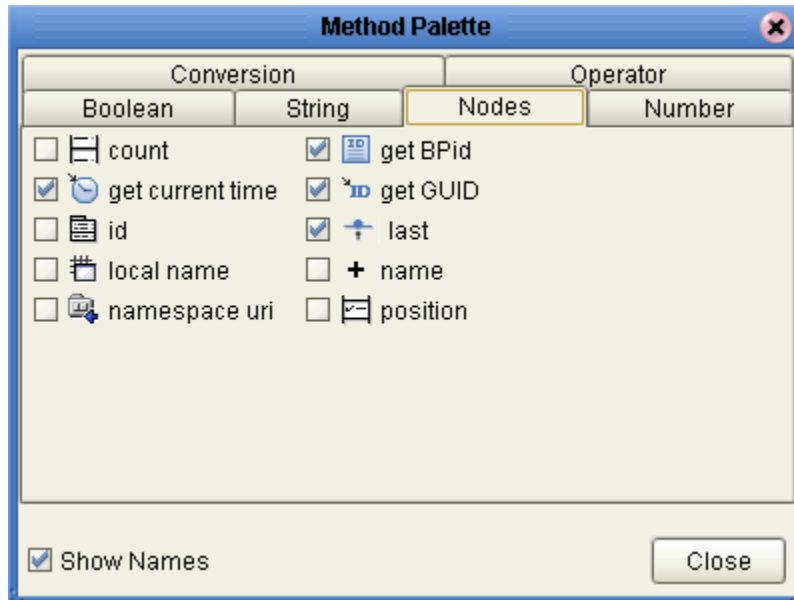 Method Palette
Conversion Operator
Boolean String Nodes Number
count get BPid
get current time ID get GUID
id last
local name name
namespace uri position
Show Names Close